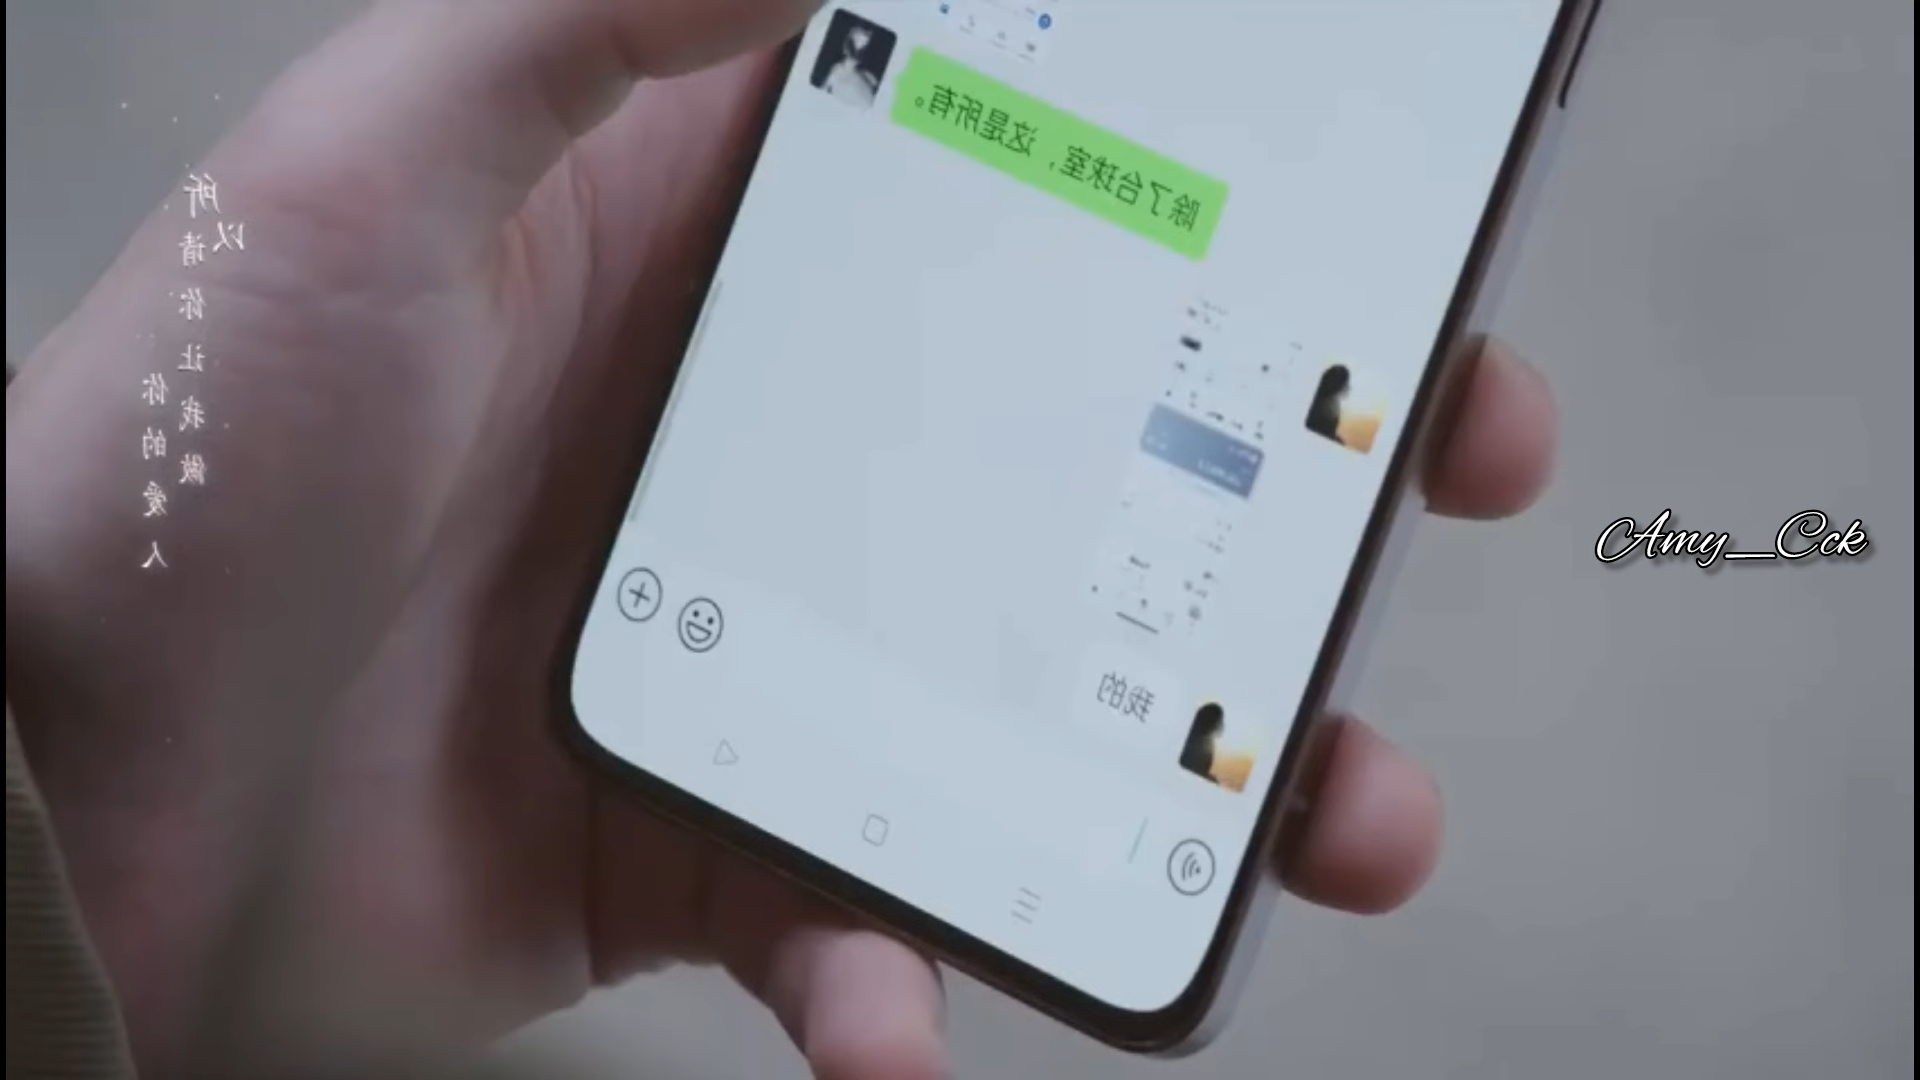 除了台球室，这是所有。
我的
所以
请你让我做
你的爱人
Amy__Cck